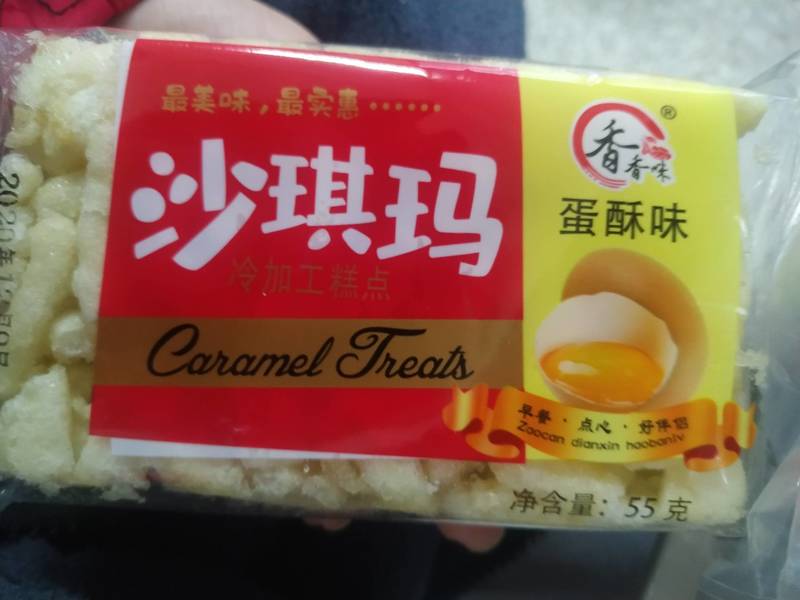 最美味，最实惠……
沙琪玛
冷加工糕点
Caramel Treats
香香味
®
蛋酥味
早餐·点心·好伴侣
Zaocan dianxin haobanlv
净含量：55克